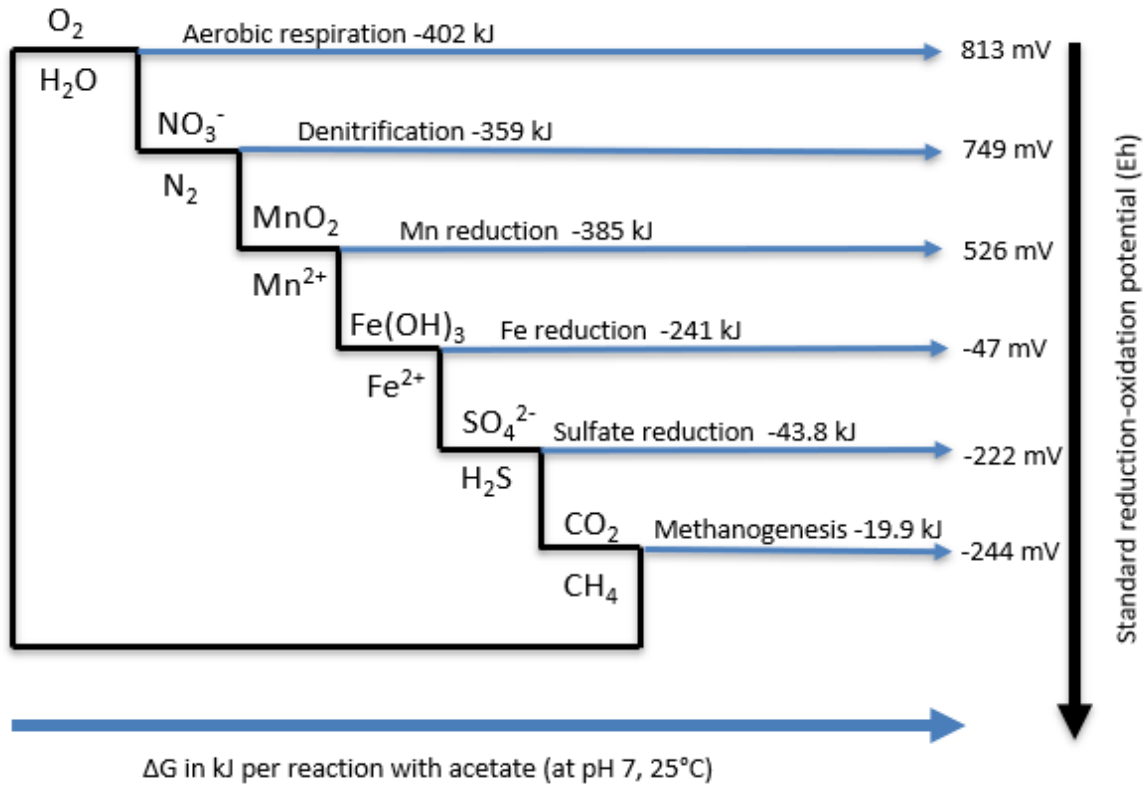 O₂
Aerobic respiration -402 kJ
813 mV
H₂O
NO₃⁻
Denitrification -359 kJ
749 mV
N₂
MnO₂
Mn reduction -385 kJ
526 mV
Mn²⁺
Fe(OH)₃
Fe reduction -241 kJ
-47 mV
Fe²⁺
SO₄²⁻
Sulfate reduction -43.8 kJ
-222 mV
H₂S
CO₂
Methanogenesis -19.9 kJ
-244 mV
CH₄
Standard reduction-oxidation potential (Eh)
ΔG in kJ per reaction with acetate (at pH 7, 25°C)